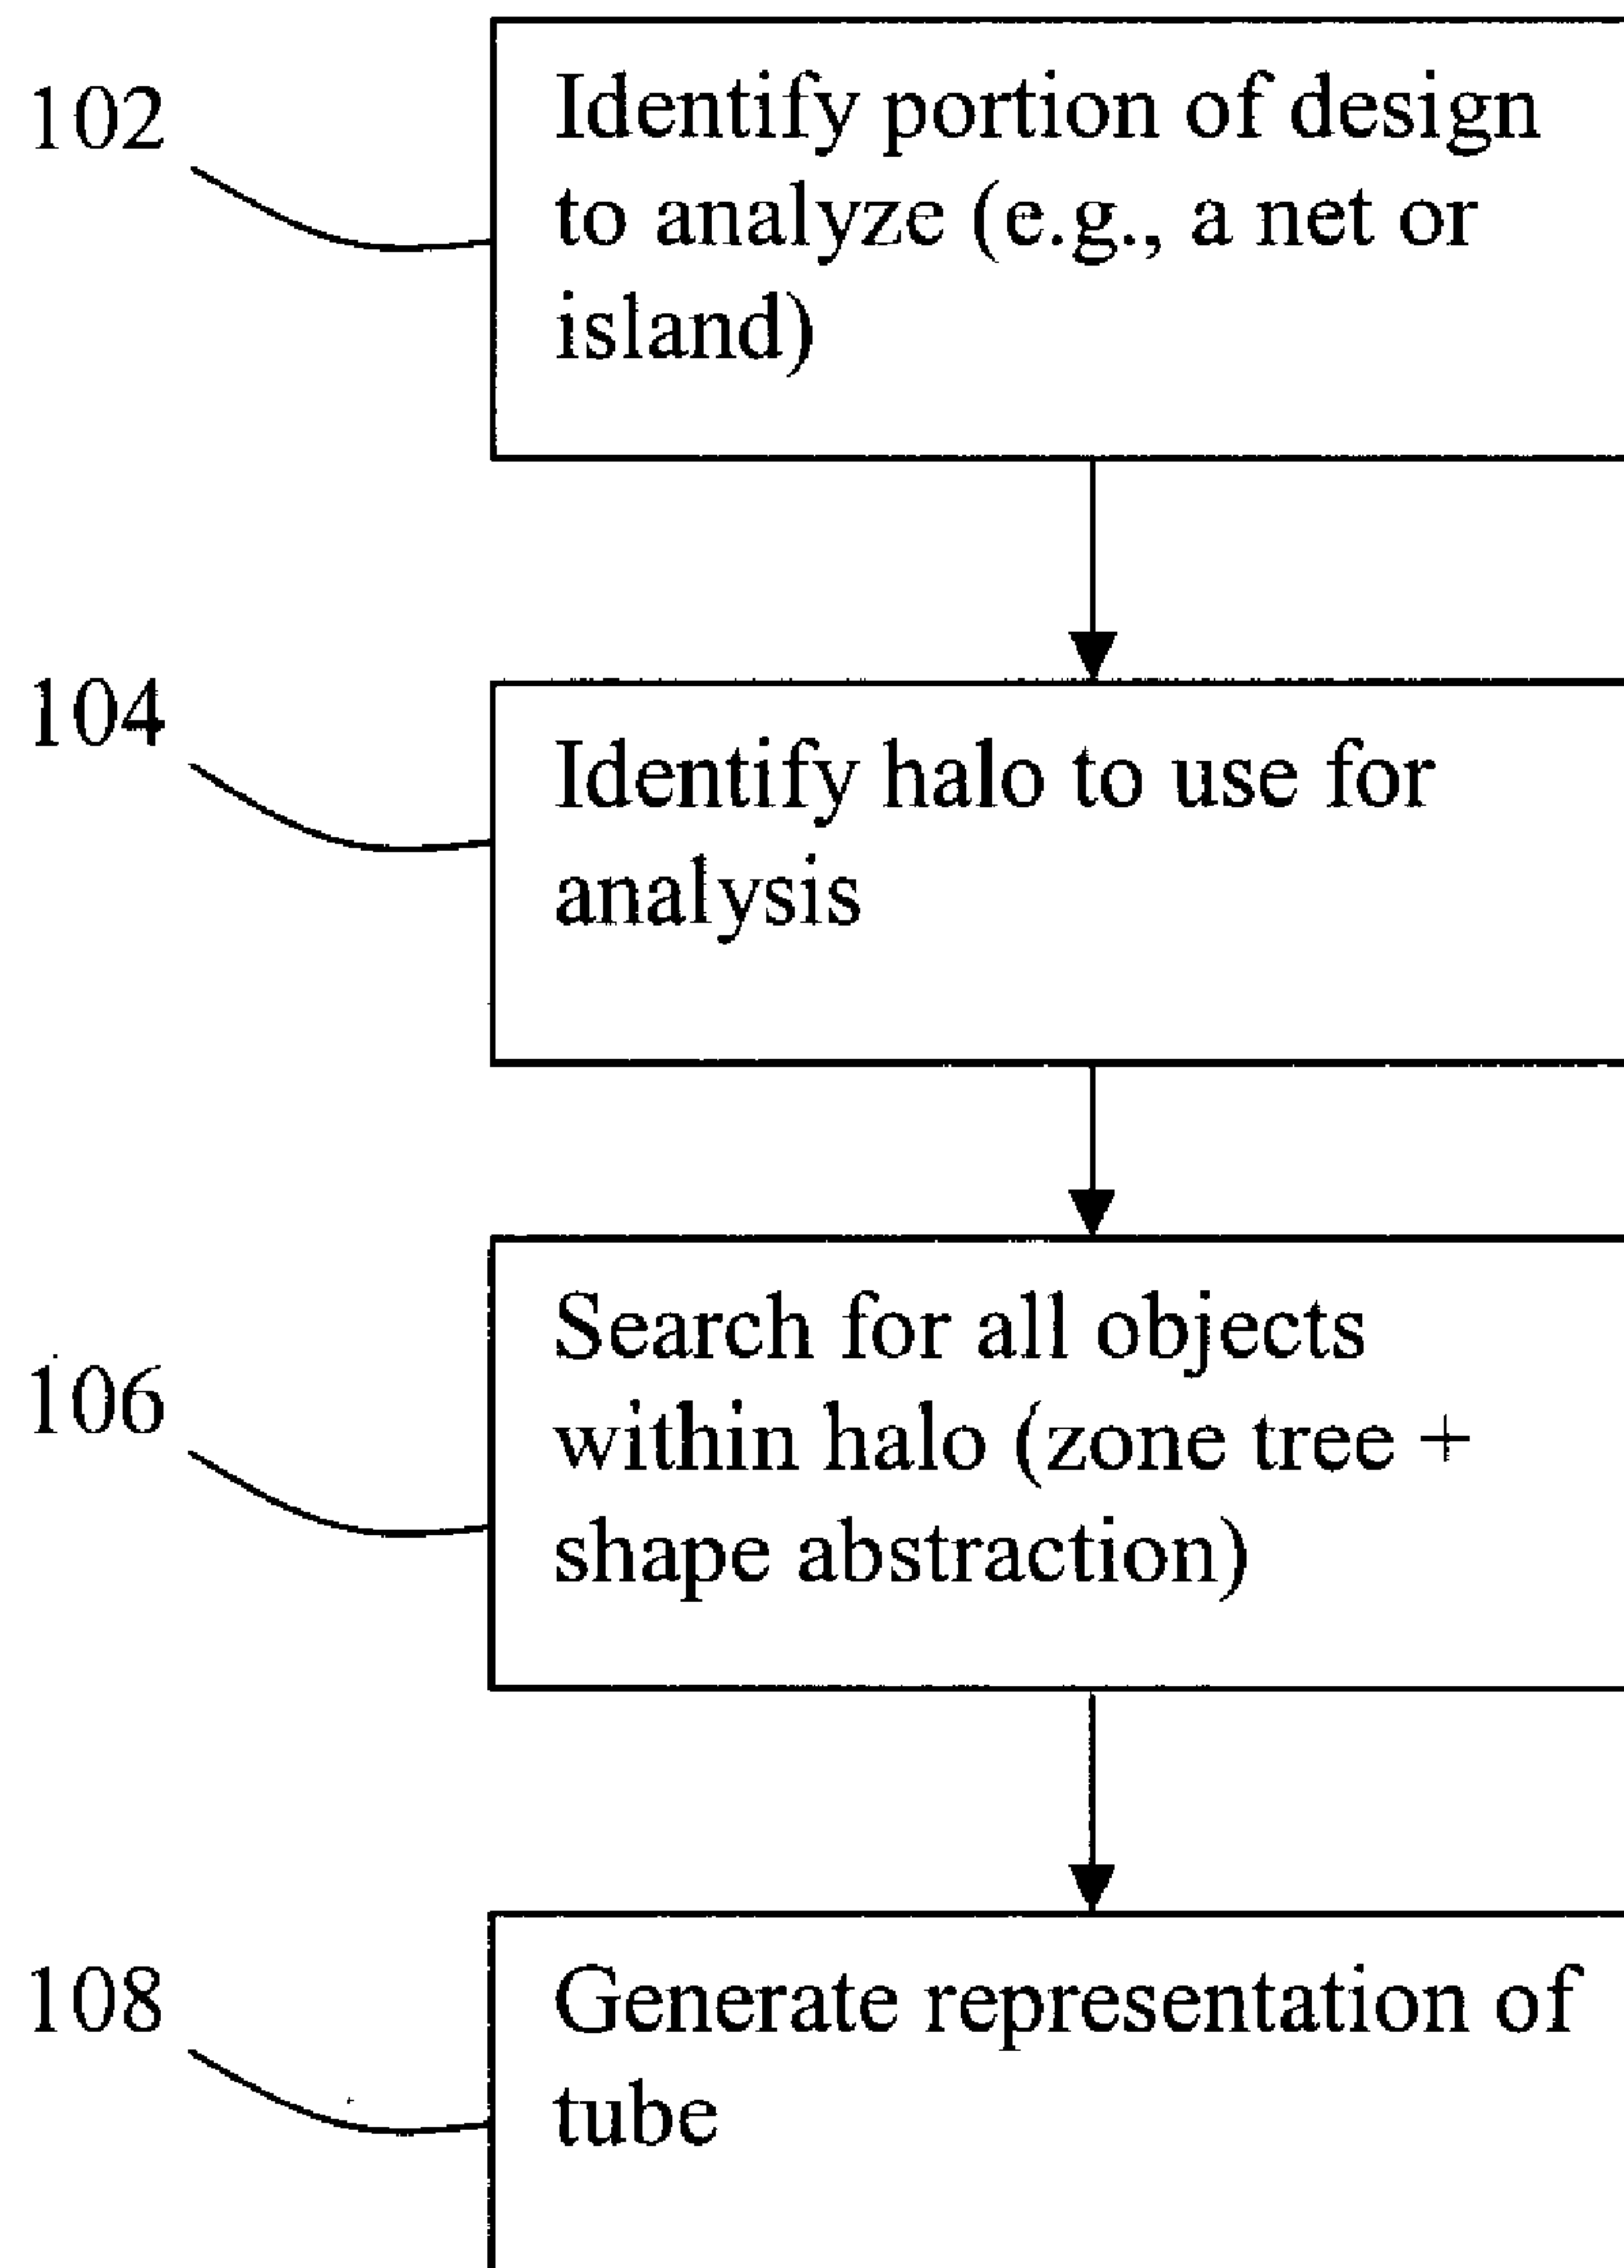 102
Identify portion of design
to analyze (e.g., a net or
island)
104
Identify halo to use for
analysis
106
Search for all objects
within halo (zone tree +
shape abstraction)
108
Generate representation of
tube